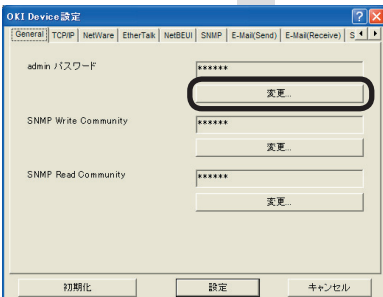 OKI Device設定
General TCP/IP NetWare EtherTalk NetBEUI SNMP E-Mail(Send) E-Mail(Receive) S
admin パスワード
******
変更...
SNMP Write Community
******
変更...
SNMP Read Community
******
変更...
初期化 設定 キャンセル